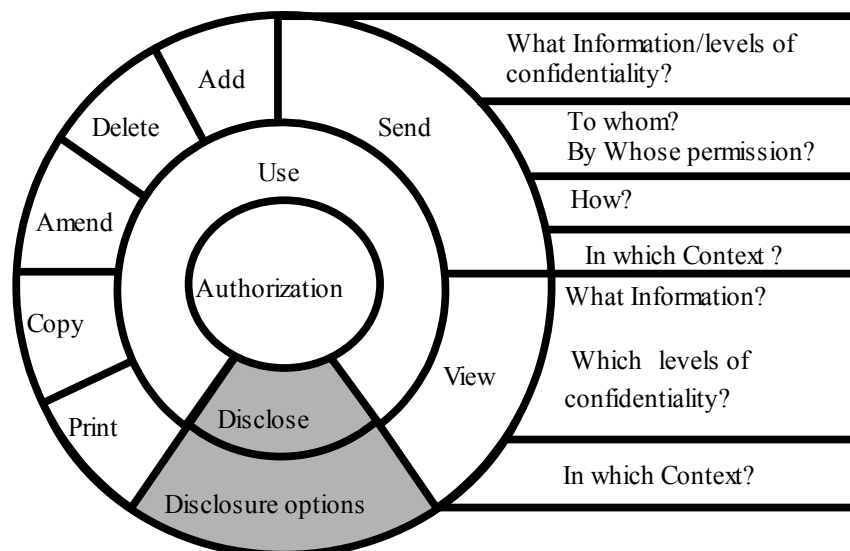 What Information/levels of
confidentiality?
Add
Send
Delete
To whom?
By Whose permission?
Use
How?
Amend
In which Context ?
Authorization
What Information?
Copy
Which levels of
confidentiality?
View
Disclose
Print
In which Context?
Disclosure options